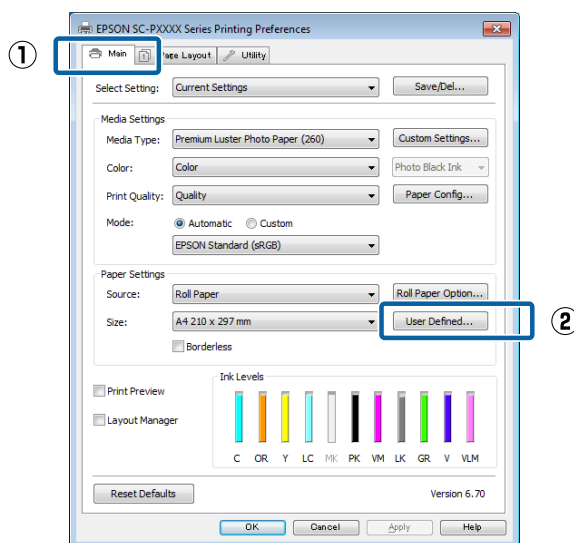 EPSON SC-PXXXX Series Printing Preferences
①
Main Page Layout Utility
Select Setting: Current Settings Save/Del...
Media Settings
Media Type: Premium Luster Photo Paper (260) Custom Settings...
Color: Color Photo Black Ink
Print Quality: Quality Paper Config...
Mode: Automatic Custom
EPSON Standard (sRGB)
Paper Settings
Source: Roll Paper Roll Paper Option...
Size: A4 210 x 297 mm User Defined... ②
Borderless
Ink Levels
Print Preview
Layout Manager
C OR Y LC MK PK VM LK GR V VLM
Reset Defaults Version 6.70
OK Cancel Apply Help